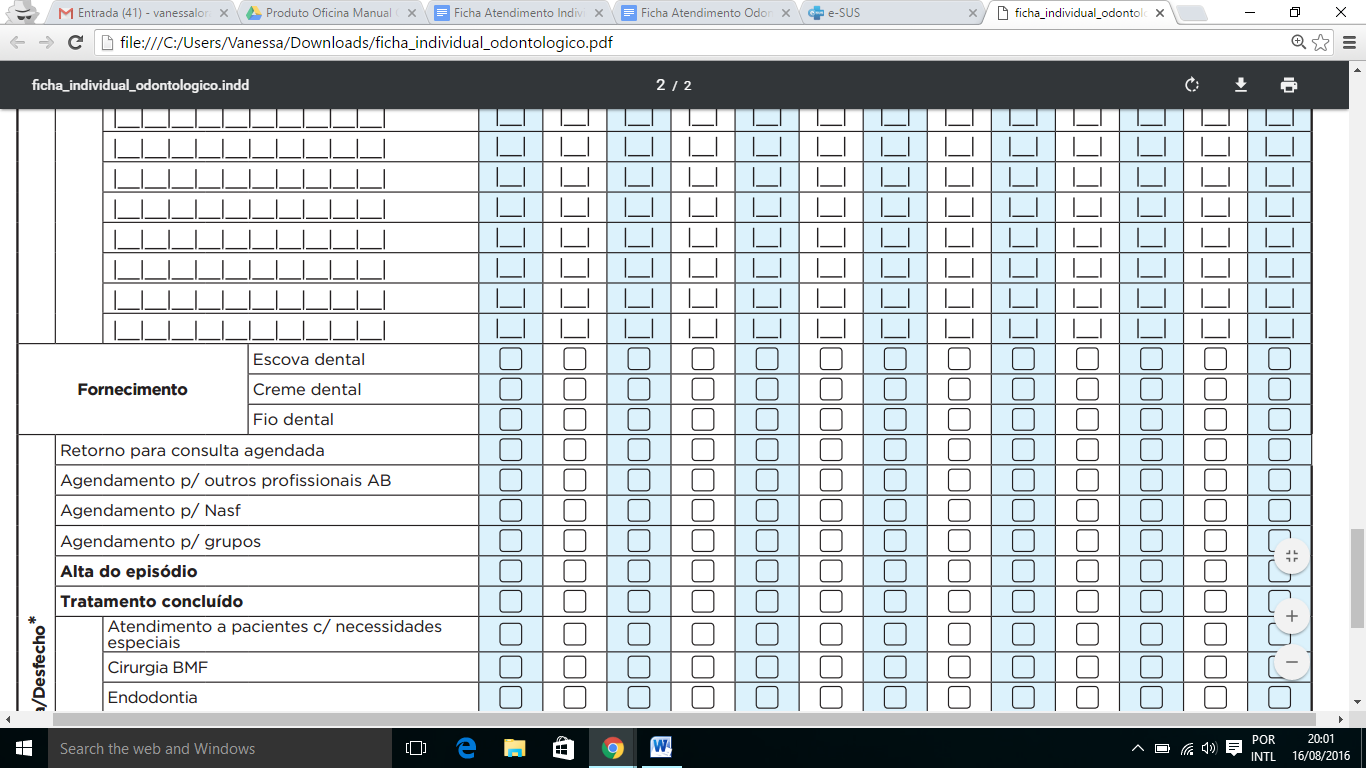 Entrada (41) - vanessalor
Produto Oficina Manual
Ficha Atendimento Indiv
Ficha Atendimento Odon
e-SUS
ficha_individual_odontolo
file:///C:/Users/Vanessa/Downloads/ficha_individual_odontologico.pdf
ficha_individual_odontologico.indd
2 / 2
Fornecimento
Escova dental
Creme dental
Fio dental
Retorno para consulta agendada
Agendamento p/ outros profissionais AB
Agendamento p/ Nasf
Agendamento p/ grupos
Alta do episódio
Tratamento concluído
a/Desfecho*
Atendimento a pacientes c/ necessidades
especiais
Cirurgia BMF
Endodontia
Search the web and Windows
POR
INTL
20:01
16/08/2016